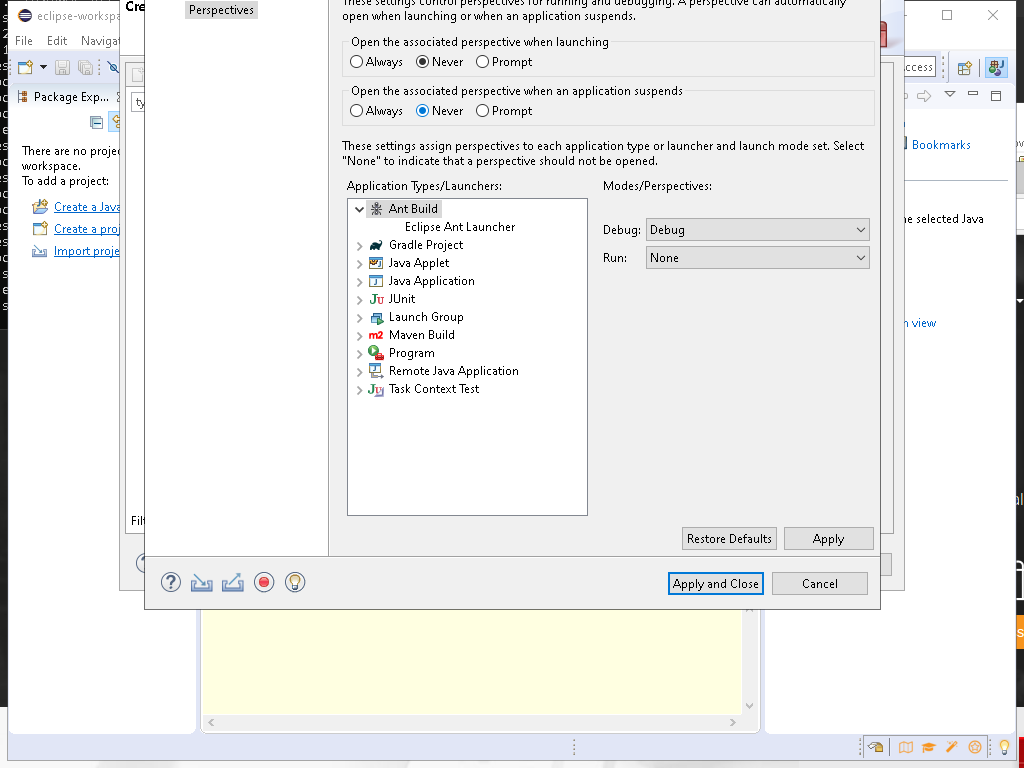 eclipse-workspa
Cre
Perspectives
These settings control perspectives for running and debugging. A perspective can automatically
open when launching or when an application suspends.
File Edit Navigat
Open the associated perspective when launching
Always Never Prompt
ccess
Package Exp...
ty
Open the associated perspective when an application suspends
Always Never Prompt
There are no proje
workspace.
To add a project:
Create a Java
Create a proj
Import proje
These settings assign perspectives to each application type or launcher and launch mode set. Select
"None" to indicate that a perspective should not be opened.
Bookmarks
Application Types/Launchers:
Modes/Perspectives:
Ant Build
Eclipse Ant Launcher
Gradle Project
Java Applet
Java Application
JUnit
Launch Group
Maven Build
Program
Remote Java Application
Task Context Test
Debug: Debug
Run: None
he selected Java
n view
Filt
Restore Defaults
Apply
Apply and Close
Cancel